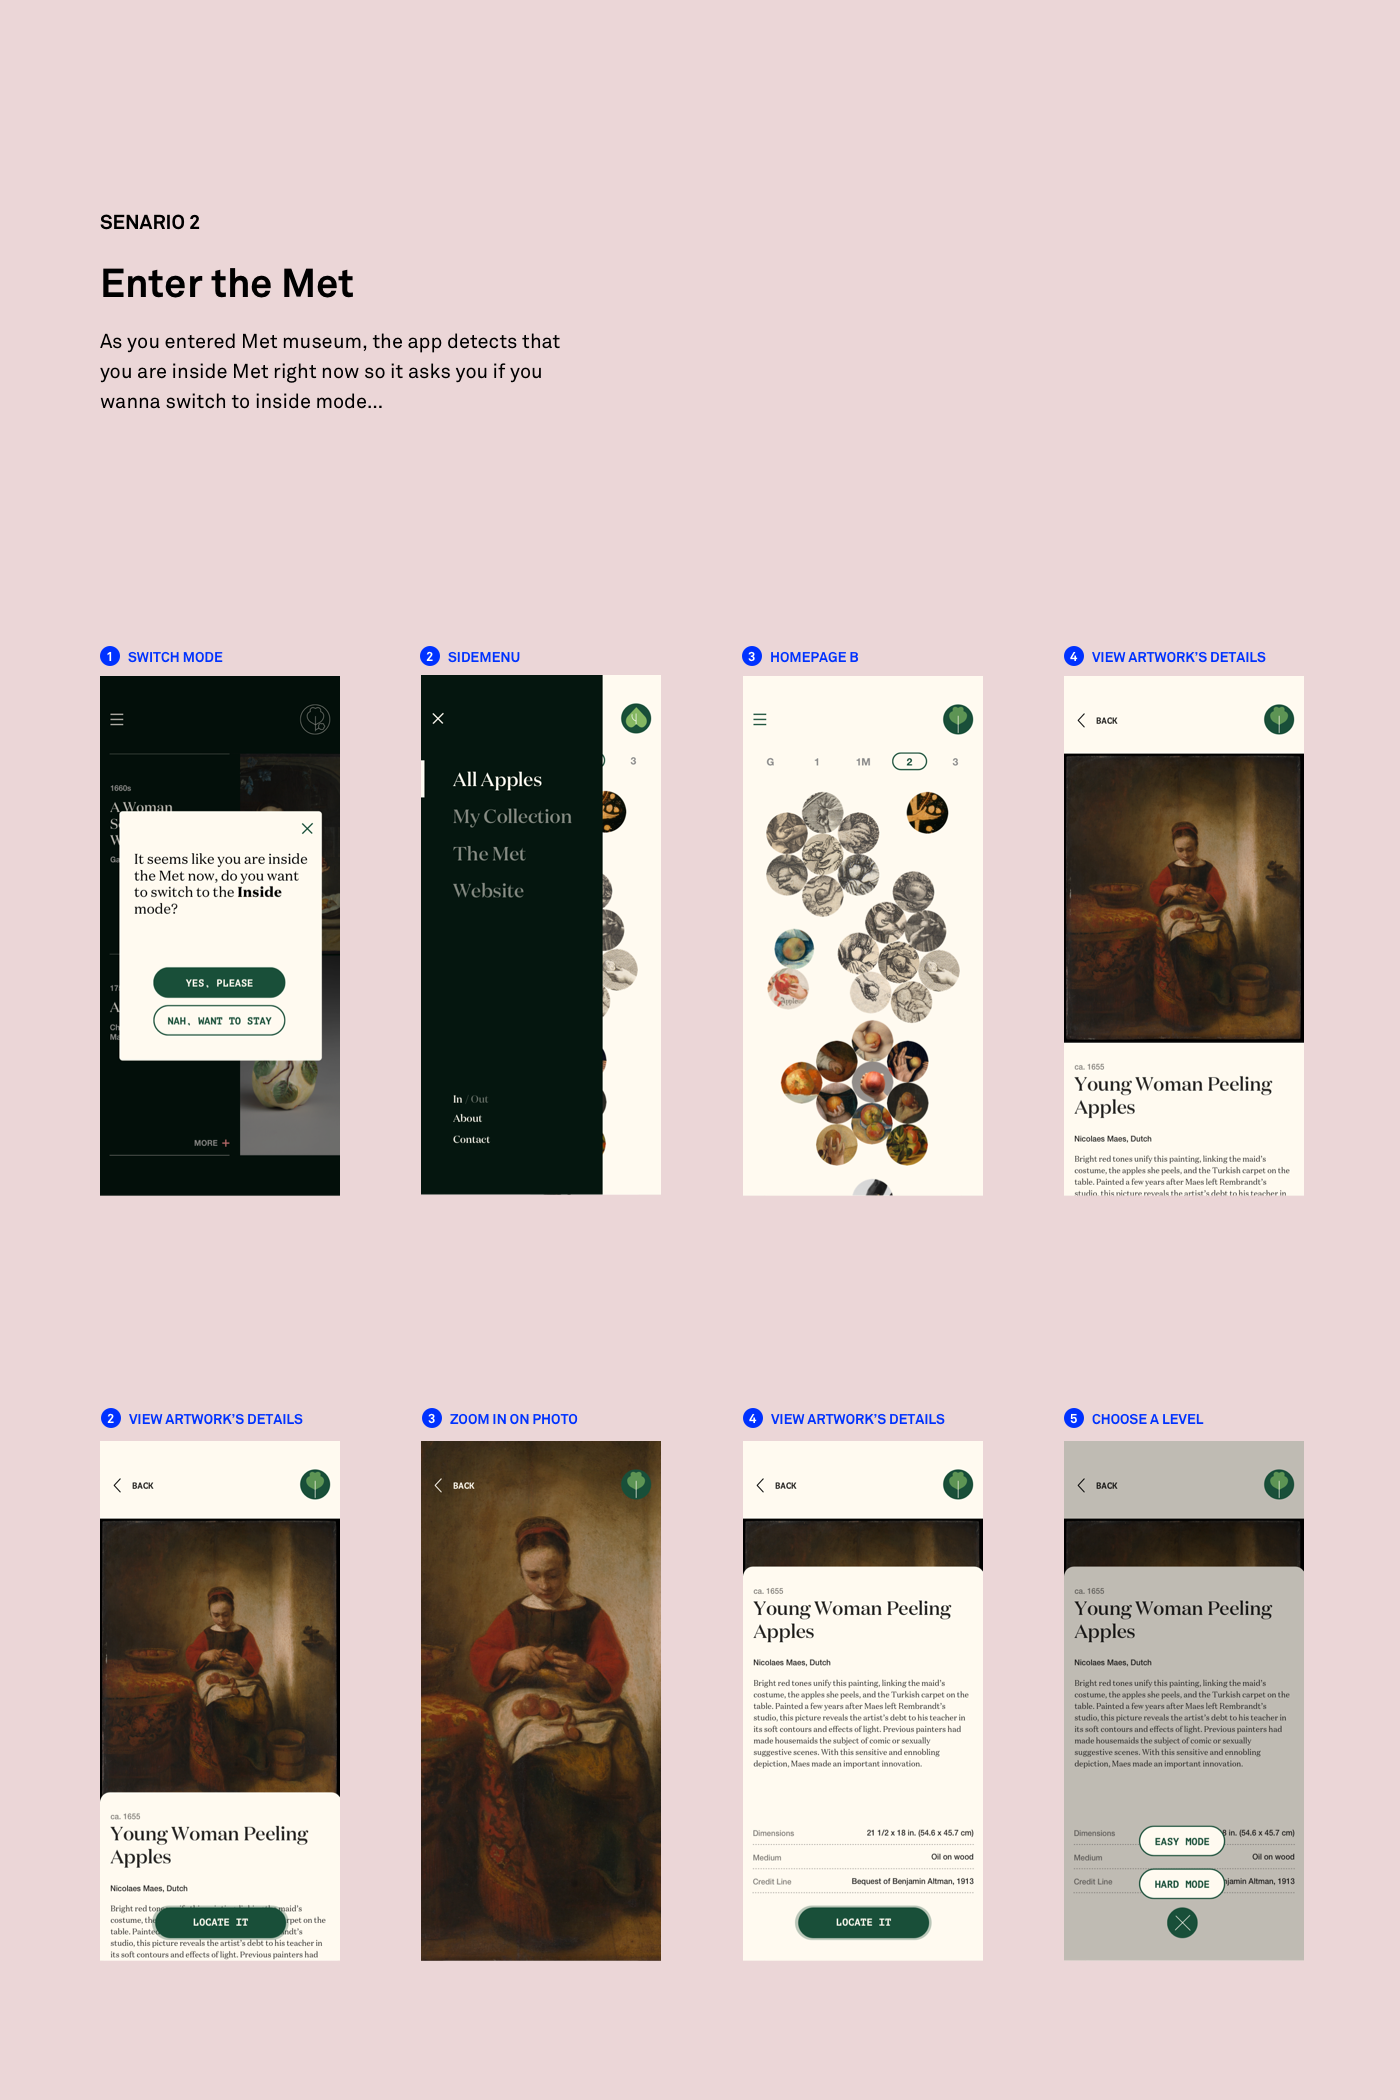 SENARIO 2
Enter the Met
As you entered Met museum, the app detects that
you are inside Met right now so it asks you if you
wanna switch to inside mode...
1 SWITCH MODE
1660s
A Woman
Ga
It seems like you are inside
the Met now, do you want
to switch to the Inside
mode?
YES, PLEASE
NAH, WANT TO STAY
17
A
Ch
Ma
MORE +
2 SIDEMENU
3
All Apples
My Collection
The Met
Website
In / Out
About
Contact
3 HOMEPAGE B
G 1 1M 2 3
Apples
4 VIEW ARTWORK'S DETAILS
BACK
ca. 1655
Young Woman Peeling
Apples
Nicolaes Maes, Dutch
Bright red tones unify this painting, linking the maid's
costume, the apples she peels, and the Turkish carpet on the
table. Painted a few years after Maes left Rembrandt's
studio, this picture reveals the artist's debt to his teacher in
2 VIEW ARTWORK'S DETAILS
BACK
ca. 1655
Young Woman Peeling
Apples
Nicolaes Maes, Dutch
Bright red tones unify this painting, linking the maid's
costume, the rpet on the
table. Painted ndt's
studio, this picture reveals the artist's debt to his teacher in
its soft contours and effects of light. Previous painters had
LOCATE IT
3 ZOOM IN ON PHOTO
BACK
4 VIEW ARTWORK'S DETAILS
BACK
ca. 1655
Young Woman Peeling
Apples
Nicolaes Maes, Dutch
Bright red tones unify this painting, linking the maid's
costume, the apples she peels, and the Turkish carpet on the
table. Painted a few years after Maes left Rembrandt's
studio, this picture reveals the artist's debt to his teacher in
its soft contours and effects of light. Previous painters had
made housemaids the subject of comic or sexually
suggestive scenes. With this sensitive and ennobling
depiction, Maes made an important innovation.
Dimensions 21 1/2 x 18 in. (54.6 x 45.7 cm)
Medium Oil on wood
Credit Line Bequest of Benjamin Altman, 1913
LOCATE IT
5 CHOOSE A LEVEL
BACK
ca. 1655
Young Woman Peeling
Apples
Nicolaes Maes, Dutch
Bright red tones unify this painting, linking the maid's
costume, the apples she peels, and the Turkish carpet on the
table. Painted a few years after Maes left Rembrandt's
studio, this picture reveals the artist's debt to his teacher in
its soft contours and effects of light. Previous painters had
made housemaids the subject of comic or sexually
suggestive scenes. With this sensitive and ennobling
depiction, Maes made an important innovation.
Dimensions 8 in. (54.6 x 45.7 cm)
EASY MODE
Medium Oil on wood
Credit Line njamin Altman, 1913
HARD MODE